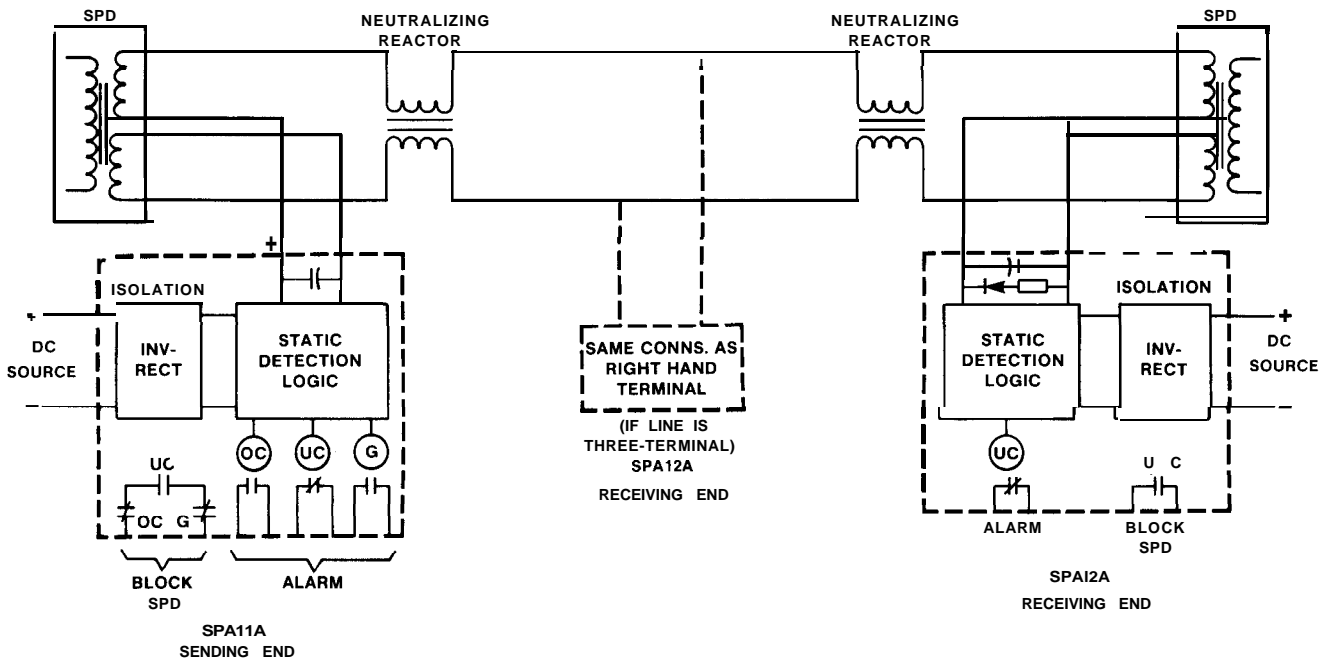 SPD
NEUTRALIZING
REACTOR
NEUTRALIZING
REACTOR
SPD
+
ISOLATION
+
DC
SOURCE
−
INV-
RECT
STATIC
DETECTION
LOGIC
OC
UC
G
UC
OC G
BLOCK
SPD
ALARM
SPA11A
SENDING END
SAME CONNS. AS
RIGHT HAND
TERMINAL
(IF LINE IS
THREE-TERMINAL)
SPA12A
RECEIVING END
ISOLATION
STATIC
DETECTION
LOGIC
INV-
RECT
+
DC
SOURCE
−
UC
U C
ALARM
BLOCK
SPD
SPAI2A
RECEIVING END